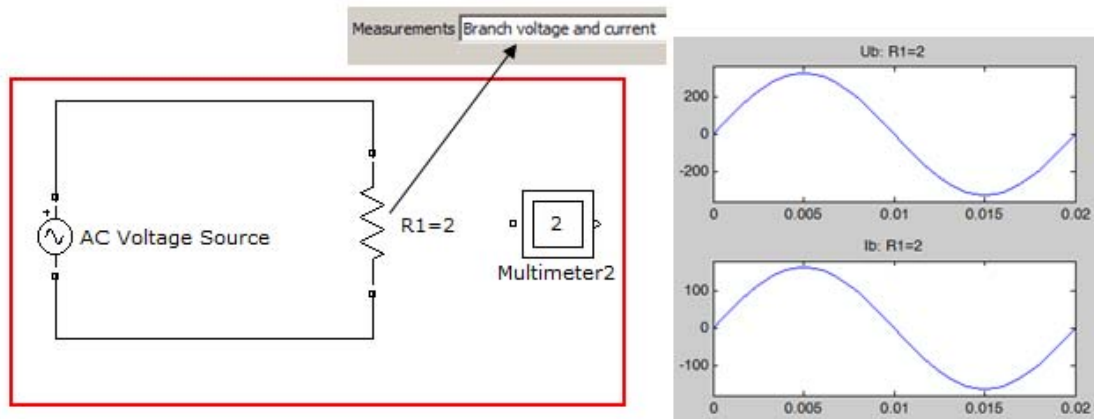 Measurements Branch voltage and current
AC Voltage Source
+
R1=2
2
Multimeter2
Ub: R1=2
200
0
-200
0 0.005 0.01 0.015 0.02
Ib: R1=2
100
0
-100
0 0.005 0.01 0.015 0.02